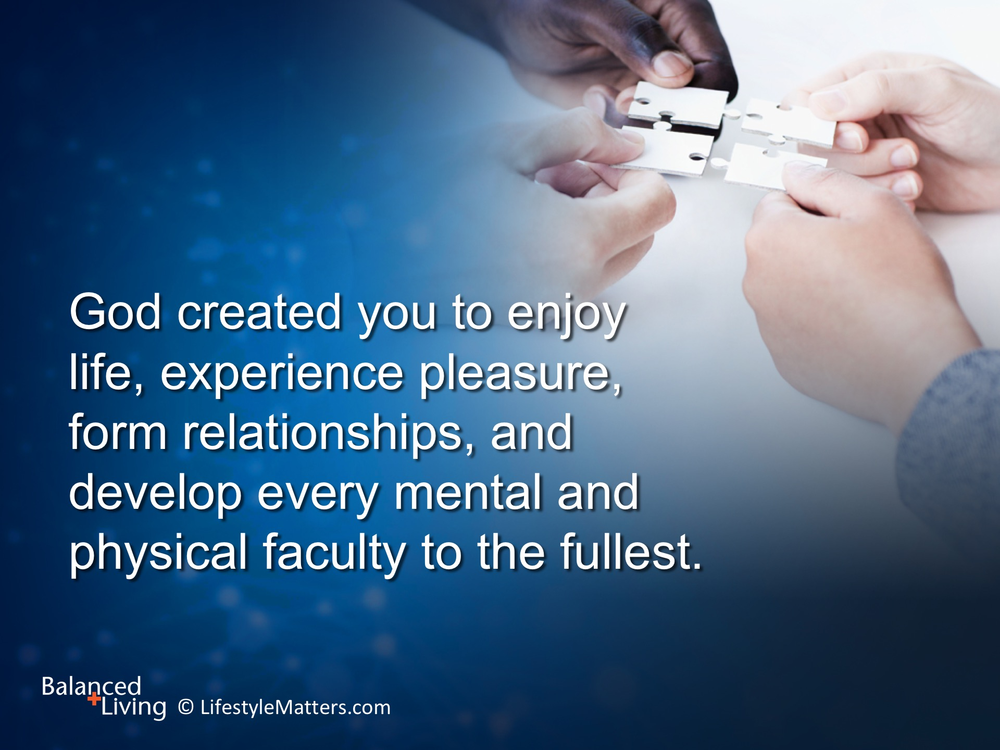 God created you to enjoy
life, experience pleasure,
form relationships, and
develop every mental and
physical faculty to the fullest.
Balanced
Living © LifestyleMatters.com